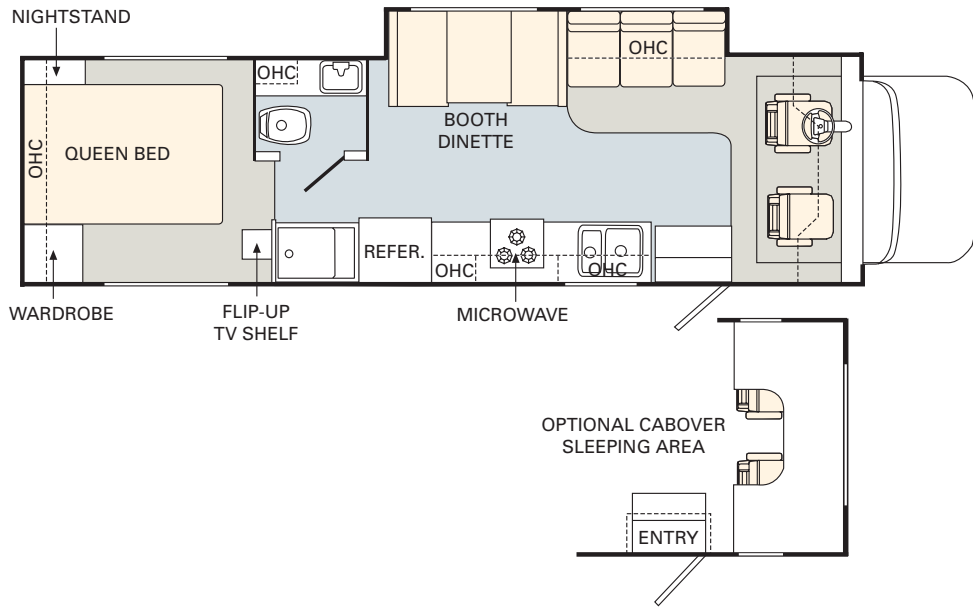 NIGHTSTAND
OHC
OHC
BOOTH
DINETTE
OHC
QUEEN BED
REFER.
OHC
OHC
WARDROBE
FLIP-UP
TV SHELF
MICROWAVE
OPTIONAL CABOVER
SLEEPING AREA
ENTRY